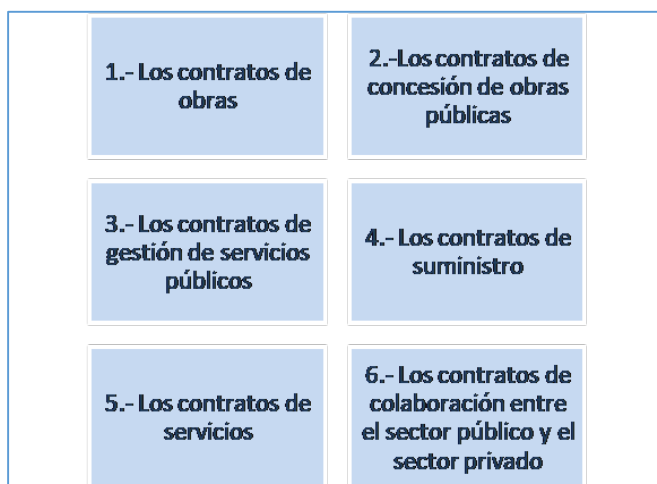 1.- Los contratos de
obras
2.-Los contratos de
concesión de obras
públicas
3.- Los contratos de
gestión de servicios
públicos
4.- Los contratos de
suministro
5.- Los contratos de
servicios
6.- Los contratos de
colaboración entre
el sector público y el
sector privado